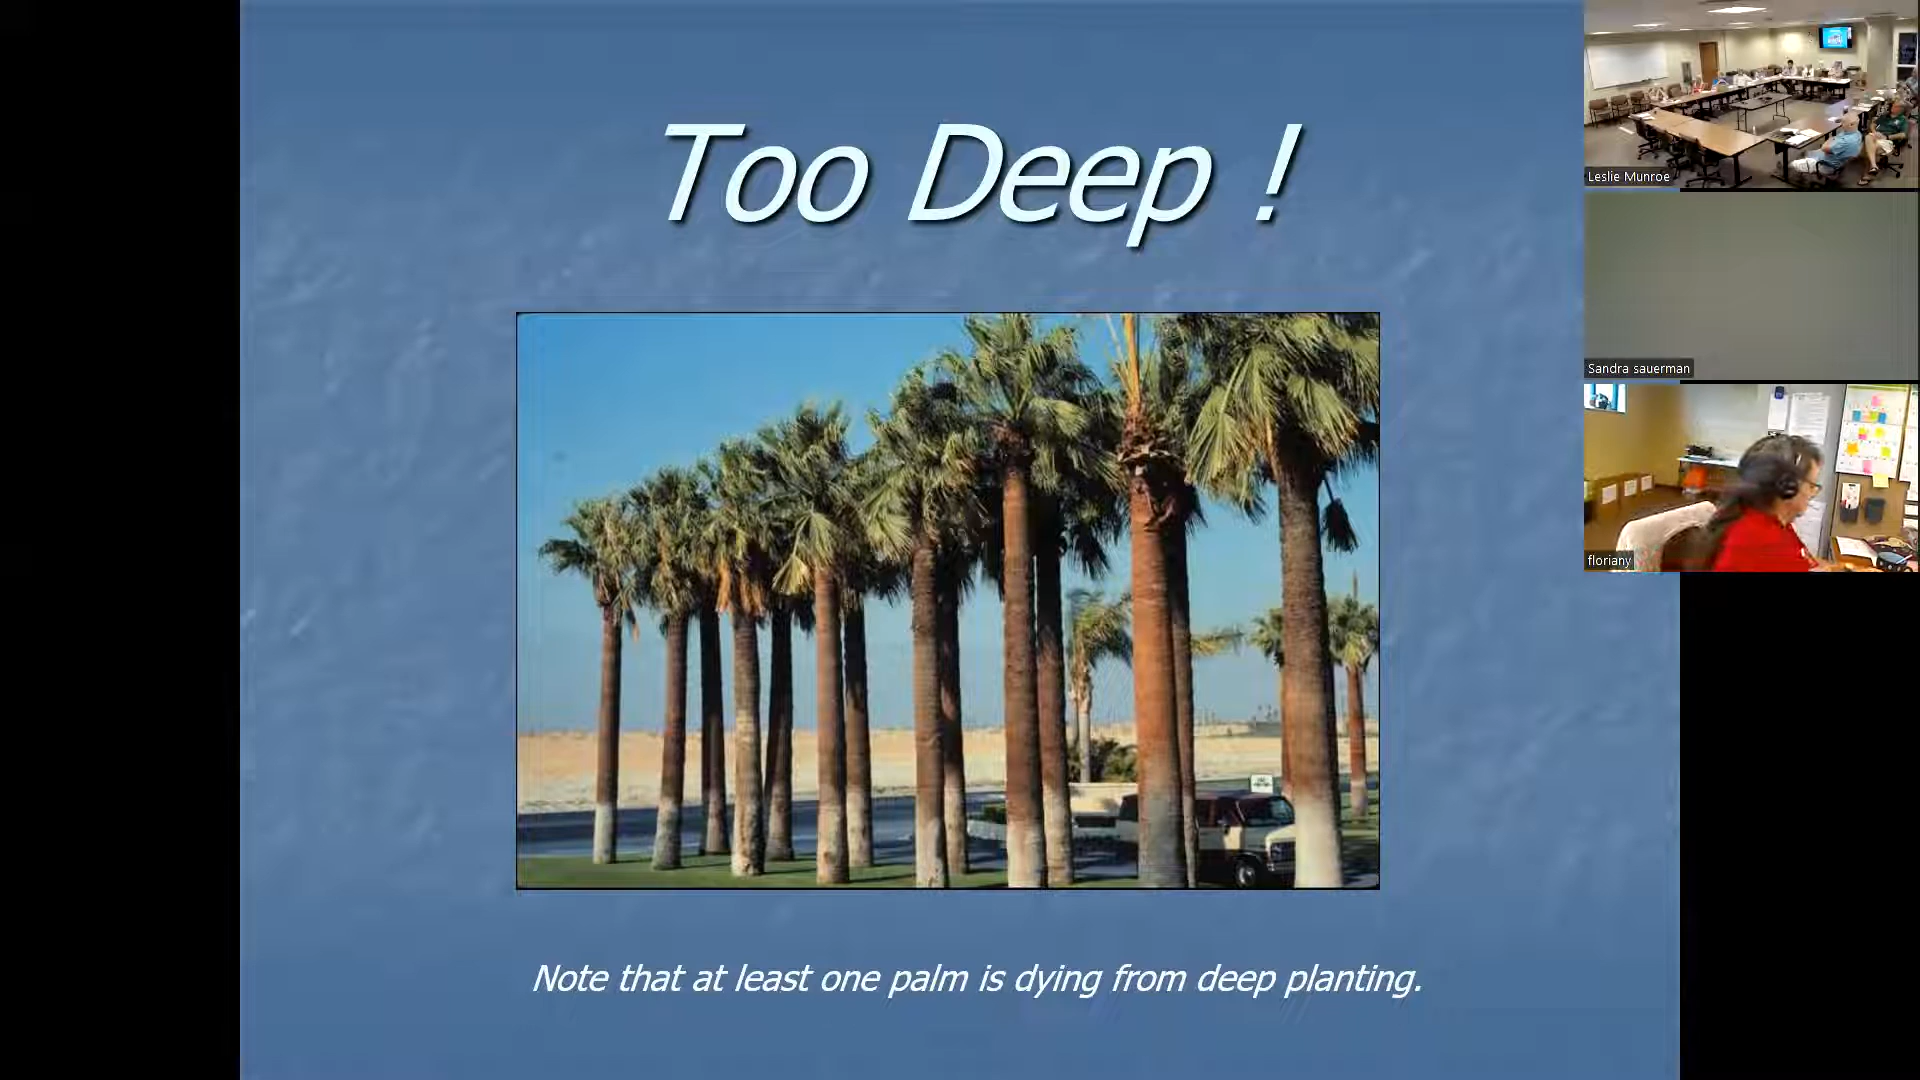 Too Deep !
Note that at least one palm is dying from deep planting.
Leslie Munroe
Sandra sauerman
floriany